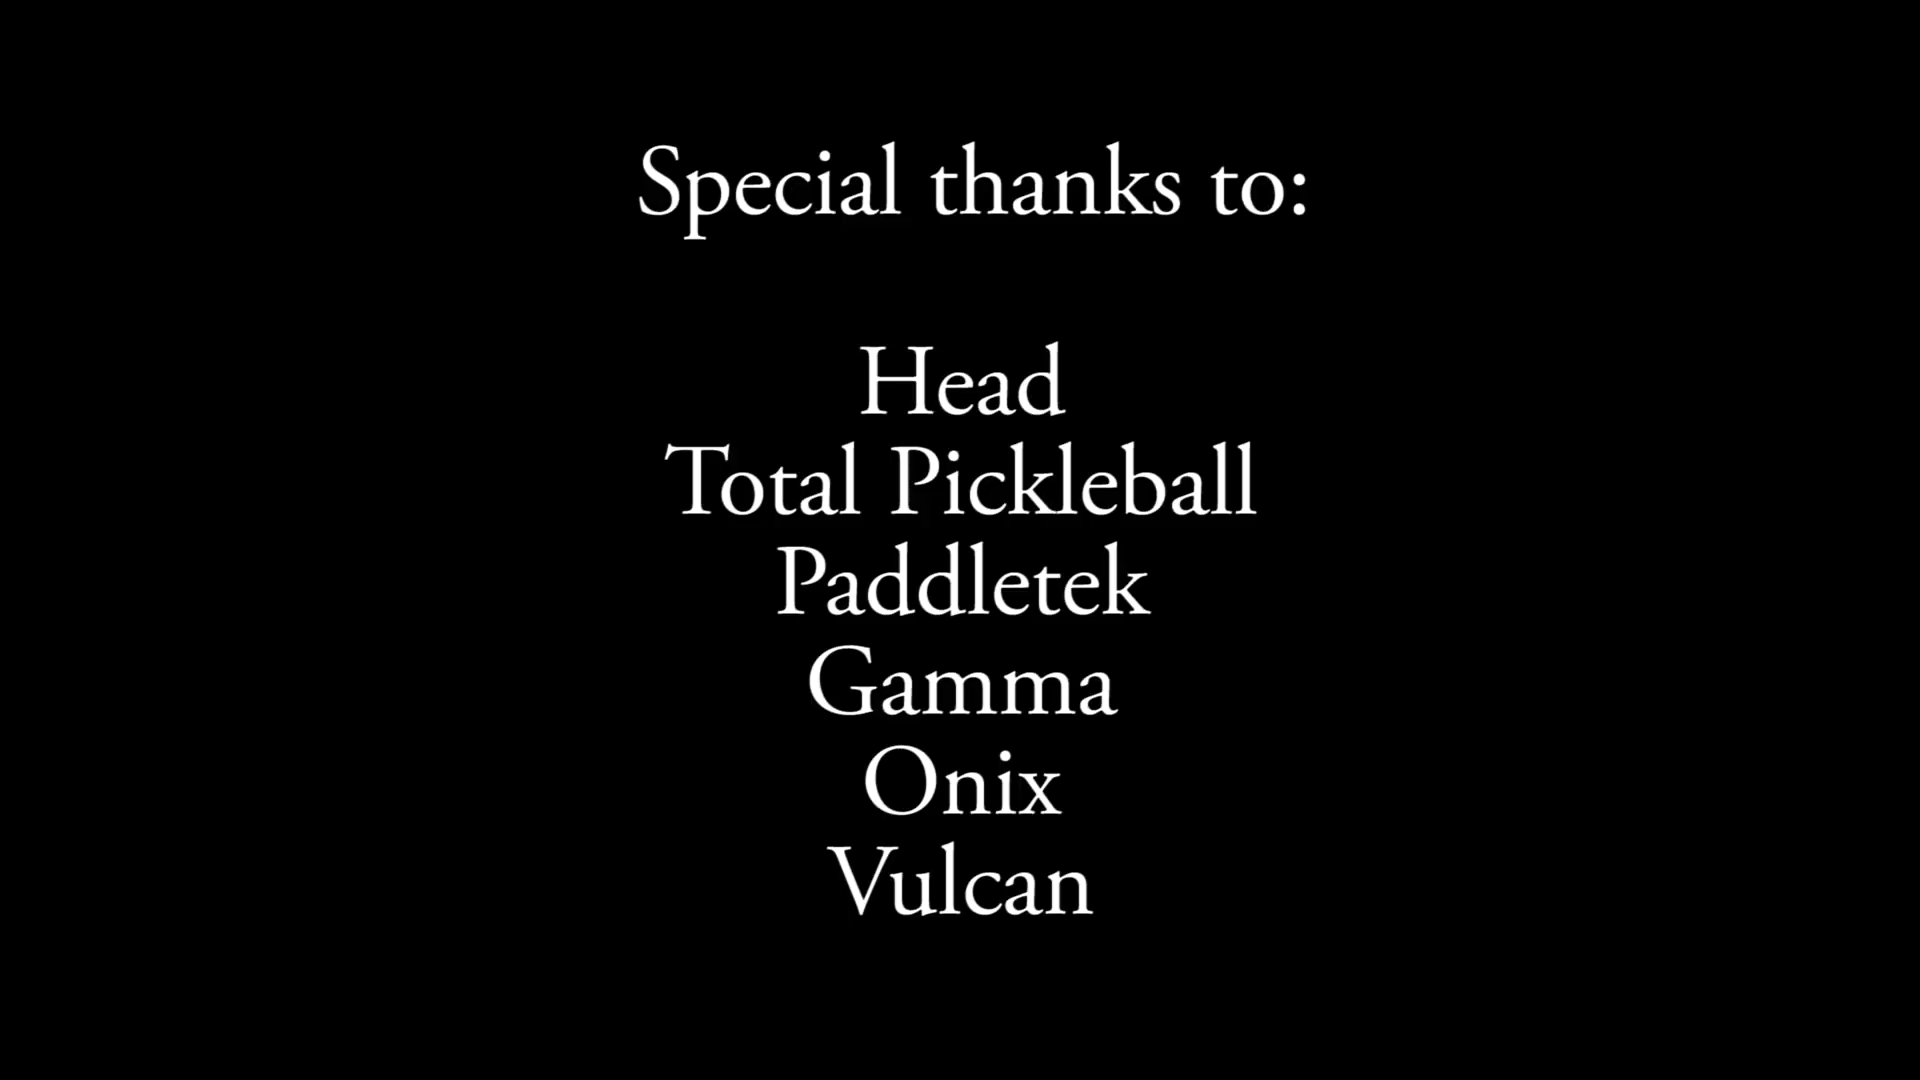 Special thanks to:
Head
Total Pickleball
Paddletek
Gamma
Onix
Vulcan